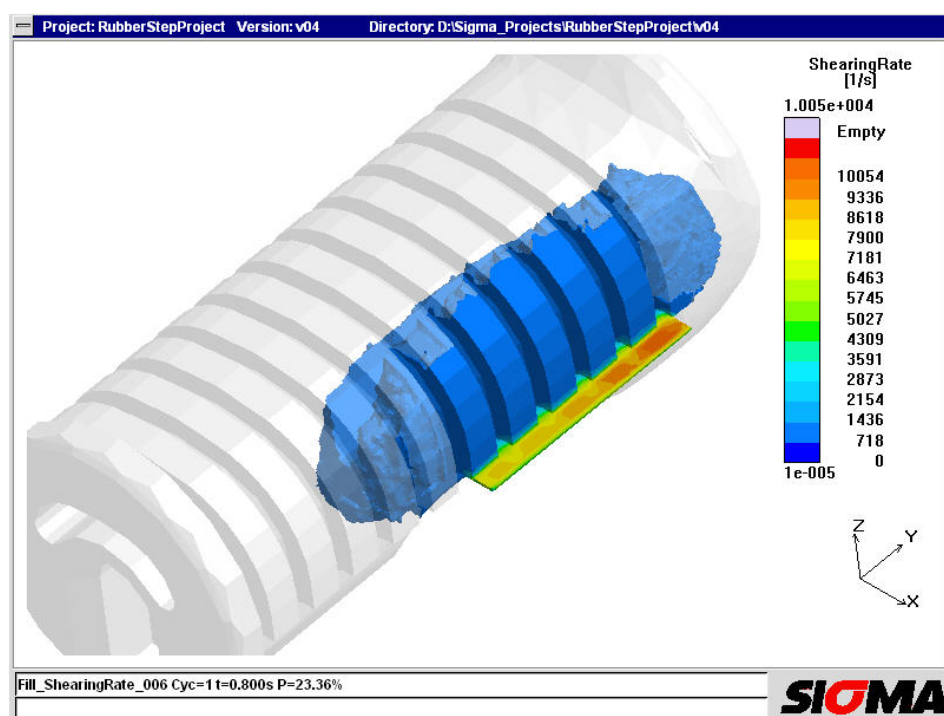 Project: RubberStepProject Version: v04 Directory: D:\Sigma_Projects\RubberStepProject\v04
ShearingRate
[1/s]
1.005e+004
Empty
10054
9336
8618
7900
7181
6463
5745
5027
4309
3591
2873
2154
1436
718
0
1e-005
Z
Y
X
Fill_ShearingRate_006 Cyc=1 t=0.800s P=23.36%
SIGMA